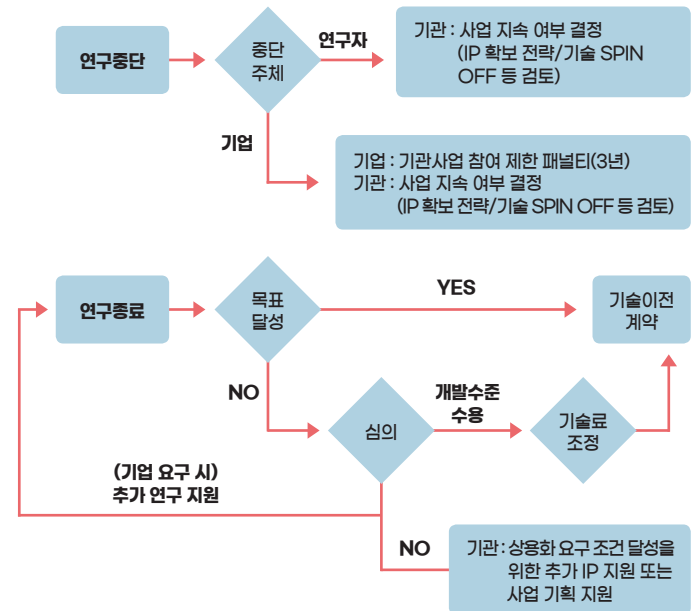 연구중단
중단
주체
연구자
기관 : 사업 지속 여부 결정
(IP 확보 전략/기술 SPIN
OFF 등 검토)
기업
기업 : 기관사업 참여 제한 패널티(3년)
기관 : 사업 지속 여부 결정
(IP 확보 전략/기술 SPIN OFF 등 검토)
연구종료
목표
달성
YES
기술이전
계약
NO
심의
개발수준
수용
기술료
조정
(기업 요구 시)
추가 연구 지원
NO
기관 : 상용화 요구 조건 달성을
위한 추가 IP 지원 또는
사업 기획 지원